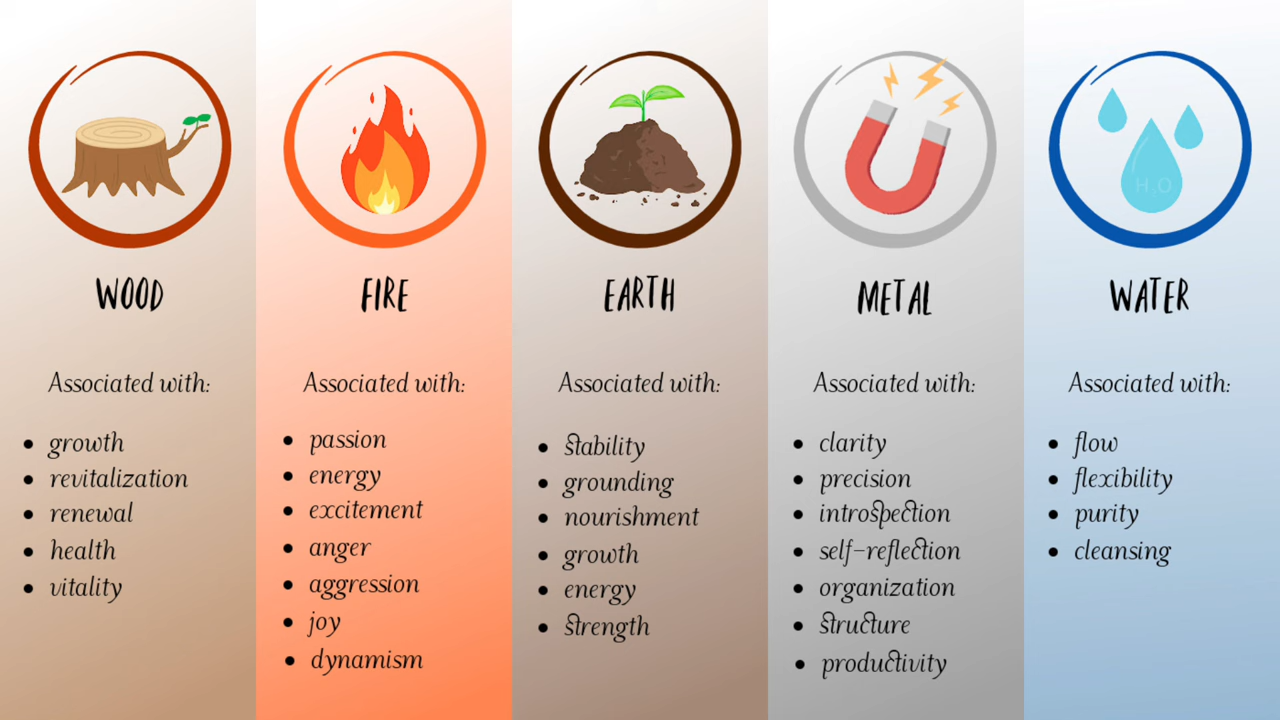 WOOD
Associated with:
growth
revitalization
renewal
health
vitality
FIRE
Associated with:
passion
energy
excitement
anger
aggression
joy
dynamism
EARTH
Associated with:
stability
grounding
nourishment
growth
energy
strength
METAL
Associated with:
clarity
precision
introspection
self-reflection
organization
structure
productivity
H₂O
WATER
Associated with:
flow
flexibility
purity
cleansing